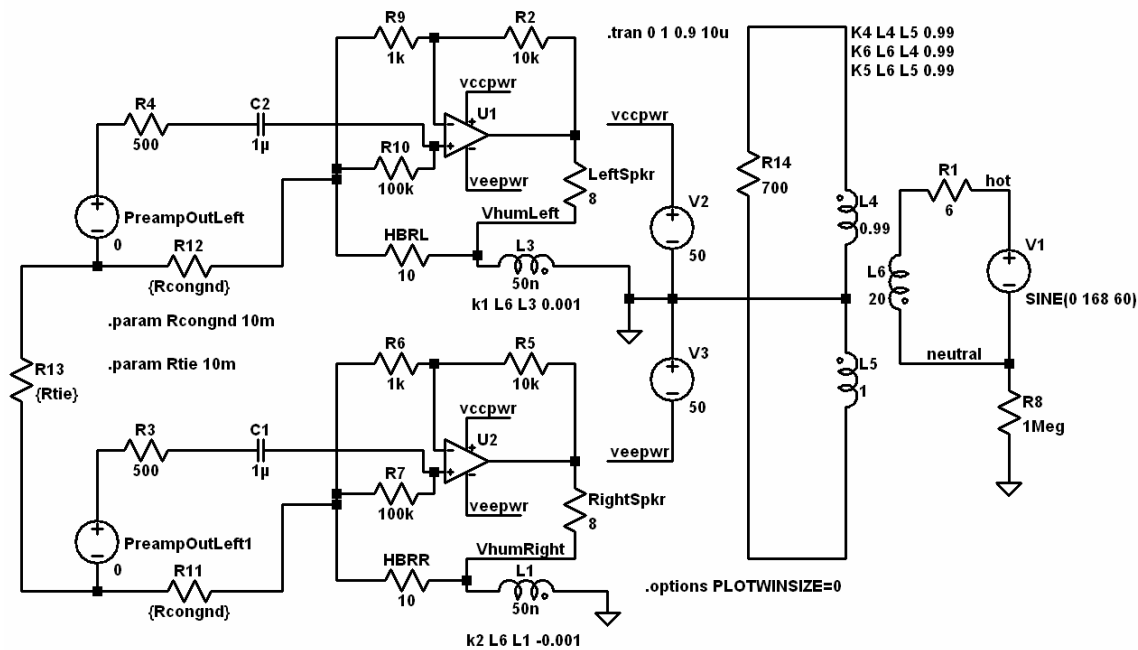 R9
1k
R2
10k
.tran 0 1 0.9 10u
K4 L4 L5 0.99
K6 L6 L4 0.99
K5 L6 L5 0.99
vccpwr
U1
R4
500
C2
1µ
R10
100k
veepwr
vccpwr
R14
700
R1
6
hot
LeftSpkr
8
PreampOutLeft
0
VhumLeft
V2
50
L4
0.99
V1
SINE(0 168 60)
R12
{Rcongnd}
HBRL
10
L3
50n
L6
20
k1 L6 L3 0.001
.param Rcongnd 10m
R13
{Rtie}
.param Rtie 10m
R6
1k
R5
10k
V3
50
L5
1
neutral
R8
1Meg
vccpwr
U2
R3
500
C1
1µ
R7
100k
veepwr
veepwr
RightSpkr
8
PreampOutLeft1
0
VhumRight
R11
{Rcongnd}
HBRR
10
L1
50n
.options PLOTWINSIZE=0
k2 L6 L1 -0.001